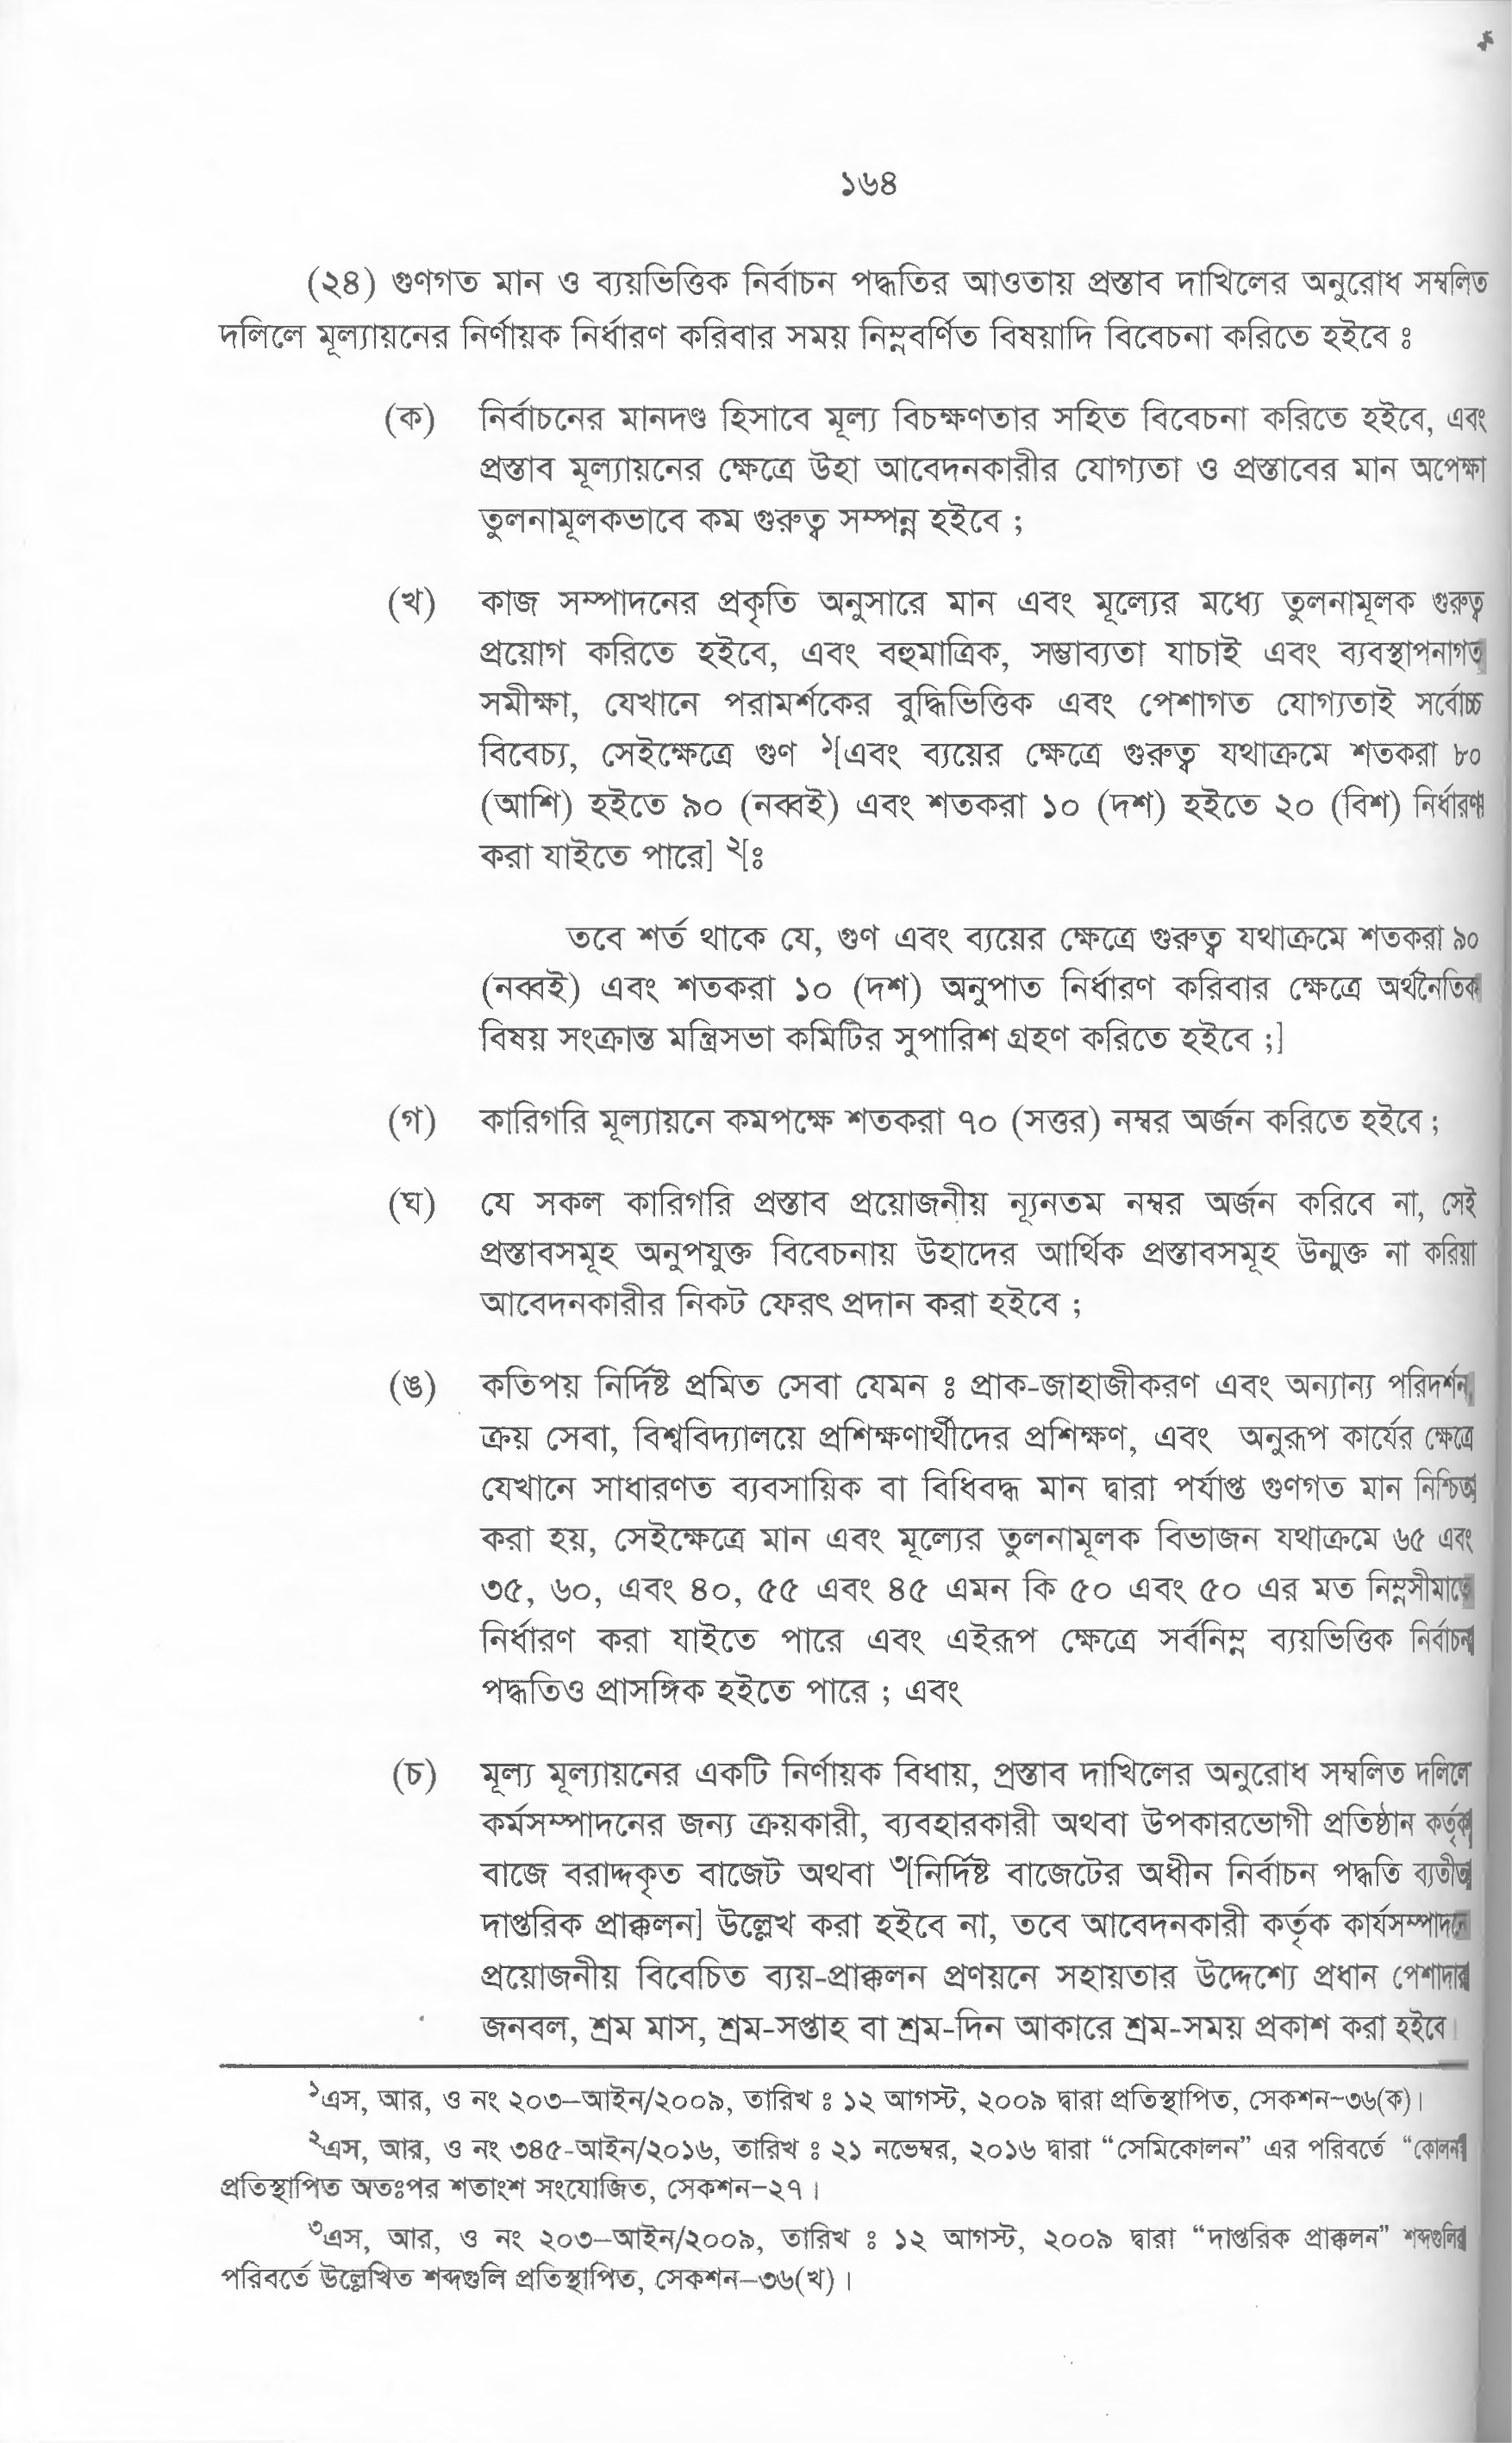 ১৬৪
(২৪) গুণগত মান ও ব্যয়ভিত্তিক নির্বাচন পদ্ধতির আওতায় প্রস্তাব দাখিলের অনুরোধ সম্বলিত
দলিলে মূল্যায়নের নির্ণায়ক নির্ধারণ করিবার সময় নিম্নবর্ণিত বিষয়াদি বিবেচনা করিতে হইবে ঃ
(ক) নির্বাচনের মানদণ্ড হিসাবে মূল্য বিচক্ষণতার সহিত বিবেচনা করিতে হইবে, এবং
প্রস্তাব মূল্যায়নের ক্ষেত্রে উহা আবেদনকারীর যোগ্যতা ও প্রস্তাবের মান অপেক্ষা
তুলনামূলকভাবে কম গুরুত্ব সম্পন্ন হইবে ;
(খ) কাজ সম্পাদনের প্রকৃতি অনুসারে মান এবং মূল্যের মধ্যে তুলনামূলক গুরুত্ব
প্রয়োগ করিতে হইবে, এবং বহুমাত্রিক, সম্ভাব্যতা যাচাই এবং ব্যবস্থাপনাগত
সমীক্ষা, যেখানে পরামর্শকের বুদ্ধিভিত্তিক এবং পেশাগত যোগ্যতাই সর্বোচ্চ
বিবেচ্য, সেইক্ষেত্রে গুণ ১[এবং ব্যয়ের ক্ষেত্রে গুরুত্ব যথাক্রমে শতকরা ৮০
(আশি) হইতে ৯০ (নব্বই) এবং শতকরা ১০ (দশ) হইতে ২০ (বিশ) নির্ধারণ
করা যাইতে পারে] ২[ঃ
তবে শর্ত থাকে যে, গুণ এবং ব্যয়ের ক্ষেত্রে গুরুত্ব যথাক্রমে শতকরা ৯০
(নব্বই) এবং শতকরা ১০ (দশ) অনুপাত নির্ধারণ করিবার ক্ষেত্রে অর্থনৈতিক
বিষয় সংক্রান্ত মন্ত্রিসভা কমিটির সুপারিশ গ্রহণ করিতে হইবে ;]
(গ) কারিগরি মূল্যায়নে কমপক্ষে শতকরা ৭০ (সত্তর) নম্বর অর্জন করিতে হইবে ;
(ঘ) যে সকল কারিগরি প্রস্তাব প্রয়োজনীয় ন্যূনতম নম্বর অর্জন করিবে না, সেই
প্রস্তাবসমূহ অনুপযুক্ত বিবেচনায় উহাদের আর্থিক প্রস্তাবসমূহ উন্মুক্ত না করিয়া
আবেদনকারীর নিকট ফেরৎ প্রদান করা হইবে ;
(ঙ) কতিপয় নির্দিষ্ট প্রমিত সেবা যেমন ঃ প্রাক-জাহাজীকরণ এবং অন্যান্য পরিদর্শন,
ক্রয় সেবা, বিশ্ববিদ্যালয়ে প্রশিক্ষণার্থীদের প্রশিক্ষণ, এবং অনুরূপ কার্যের ক্ষেত্রে
যেখানে সাধারণত ব্যবসায়িক বা বিধিবদ্ধ মান দ্বারা পর্যাপ্ত গুণগত মান নিশ্চিত
করা হয়, সেইক্ষেত্রে মান এবং মূল্যের তুলনামূলক বিভাজন যথাক্রমে ৬৫ এবং
৩৫, ৬০, এবং ৪০, ৫৫ এবং ৪৫ এমন কি ৫০ এবং ৫০ এর মত নিম্নসীমাতে
নির্ধারণ করা যাইতে পারে এবং এইরূপ ক্ষেত্রে সর্বনিম্ন ব্যয়ভিত্তিক নির্বাচন
পদ্ধতিও প্রাসঙ্গিক হইতে পারে ; এবং
(চ) মূল্য মূল্যায়নের একটি নির্ণায়ক বিধায়, প্রস্তাব দাখিলের অনুরোধ সম্বলিত দলিলে
কর্মসম্পাদনের জন্য ক্রয়কারী, ব্যবহারকারী অথবা উপকারভোগী প্রতিষ্ঠান কর্তৃক
বাজে বরাদ্দকৃত বাজেট অথবা ৩[নির্দিষ্ট বাজেটের অধীন নির্বাচন পদ্ধতি ব্যতীত
দাপ্তরিক প্রাক্কলন] উল্লেখ করা হইবে না, তবে আবেদনকারী কর্তৃক কার্যসম্পাদনে
প্রয়োজনীয় বিবেচিত ব্যয়-প্রাক্কলন প্রণয়নে সহায়তার উদ্দেশ্যে প্রধান পেশাদার
জনবল, শ্রম মাস, শ্রম-সপ্তাহ বা শ্রম-দিন আকারে শ্রম-সময় প্রকাশ করা হইবে।
১এস, আর, ও নং ২০৩–আইন/২০০৯, তারিখ ঃ ১২ আগস্ট, ২০০৯ দ্বারা প্রতিস্থাপিত, সেকশন–৩৬(ক)।
২এস, আর, ও নং ৩৪৫-আইন/২০১৬, তারিখ ঃ ২১ নভেম্বর, ২০১৬ দ্বারা “সেমিকোলন” এর পরিবর্তে “কোলন”
প্রতিস্থাপিত অতঃপর শতাংশ সংযোজিত, সেকশন–২৭।
৩এস, আর, ও নং ২০৩–আইন/২০০৯, তারিখ ঃ ১২ আগস্ট, ২০০৯ দ্বারা “দাপ্তরিক প্রাক্কলন” শব্দগুলির
পরিবর্তে উল্লেখিত শব্দগুলি প্রতিস্থাপিত, সেকশন–৩৬(খ)।